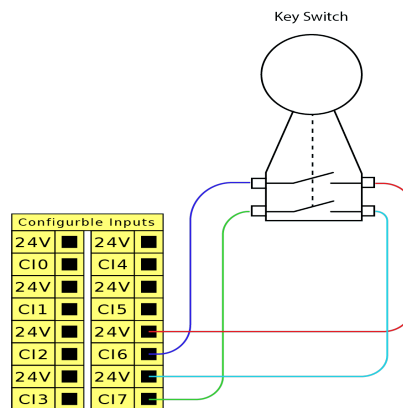 Key Switch
Configurble Inputs
24V 24V
CI0 CI4
24V 24V
CI1 CI5
24V 24V
CI2 CI6
24V 24V
CI3 CI7